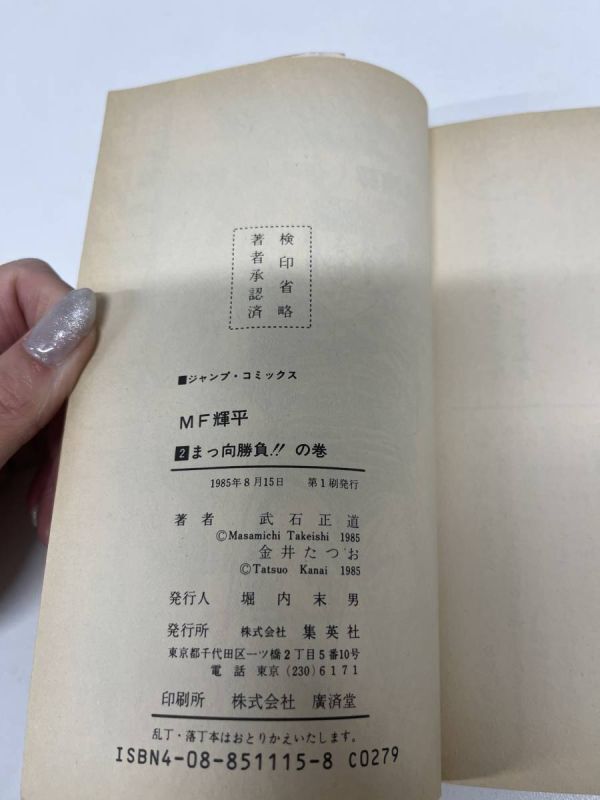 検印省略
著者承認済
■ジャンプ・コミックス
MF輝平
2まっ向勝負!! の巻
1985年8月15日 第1刷発行
著者 武石正道
©Masamichi Takeishi 1985
金井たつお
©Tatsuo Kanai 1985
発行人 堀内末男
発行所 株式会社 集英社
東京都千代田区一ツ橋2丁目5番10号
電話 東京(230)6171
印刷所 株式会社 廣済堂
乱丁・落丁本はおとりかえいたします。
ISBN4-08-851115-8 C0279